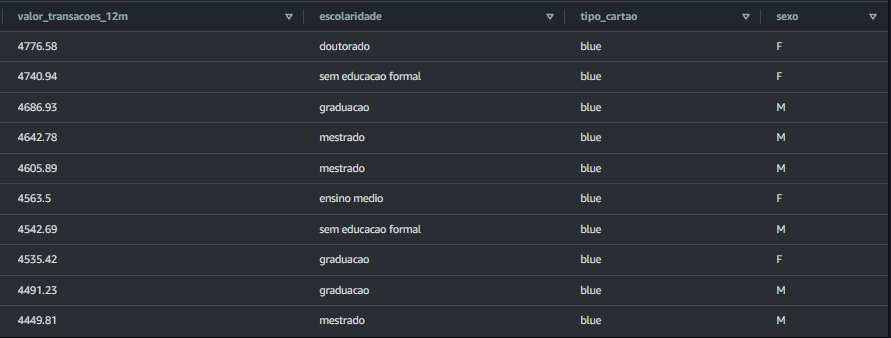 valor_transacoes_12m escolaridade tipo_cartao sexo
4776.58 doutorado blue F
4740.94 sem educacao formal blue F
4686.93 graduacao blue M
4642.78 mestrado blue M
4605.89 mestrado blue M
4563.5 ensino medio blue F
4542.69 sem educacao formal blue M
4535.42 graduacao blue F
4491.23 graduacao blue M
4449.81 mestrado blue M